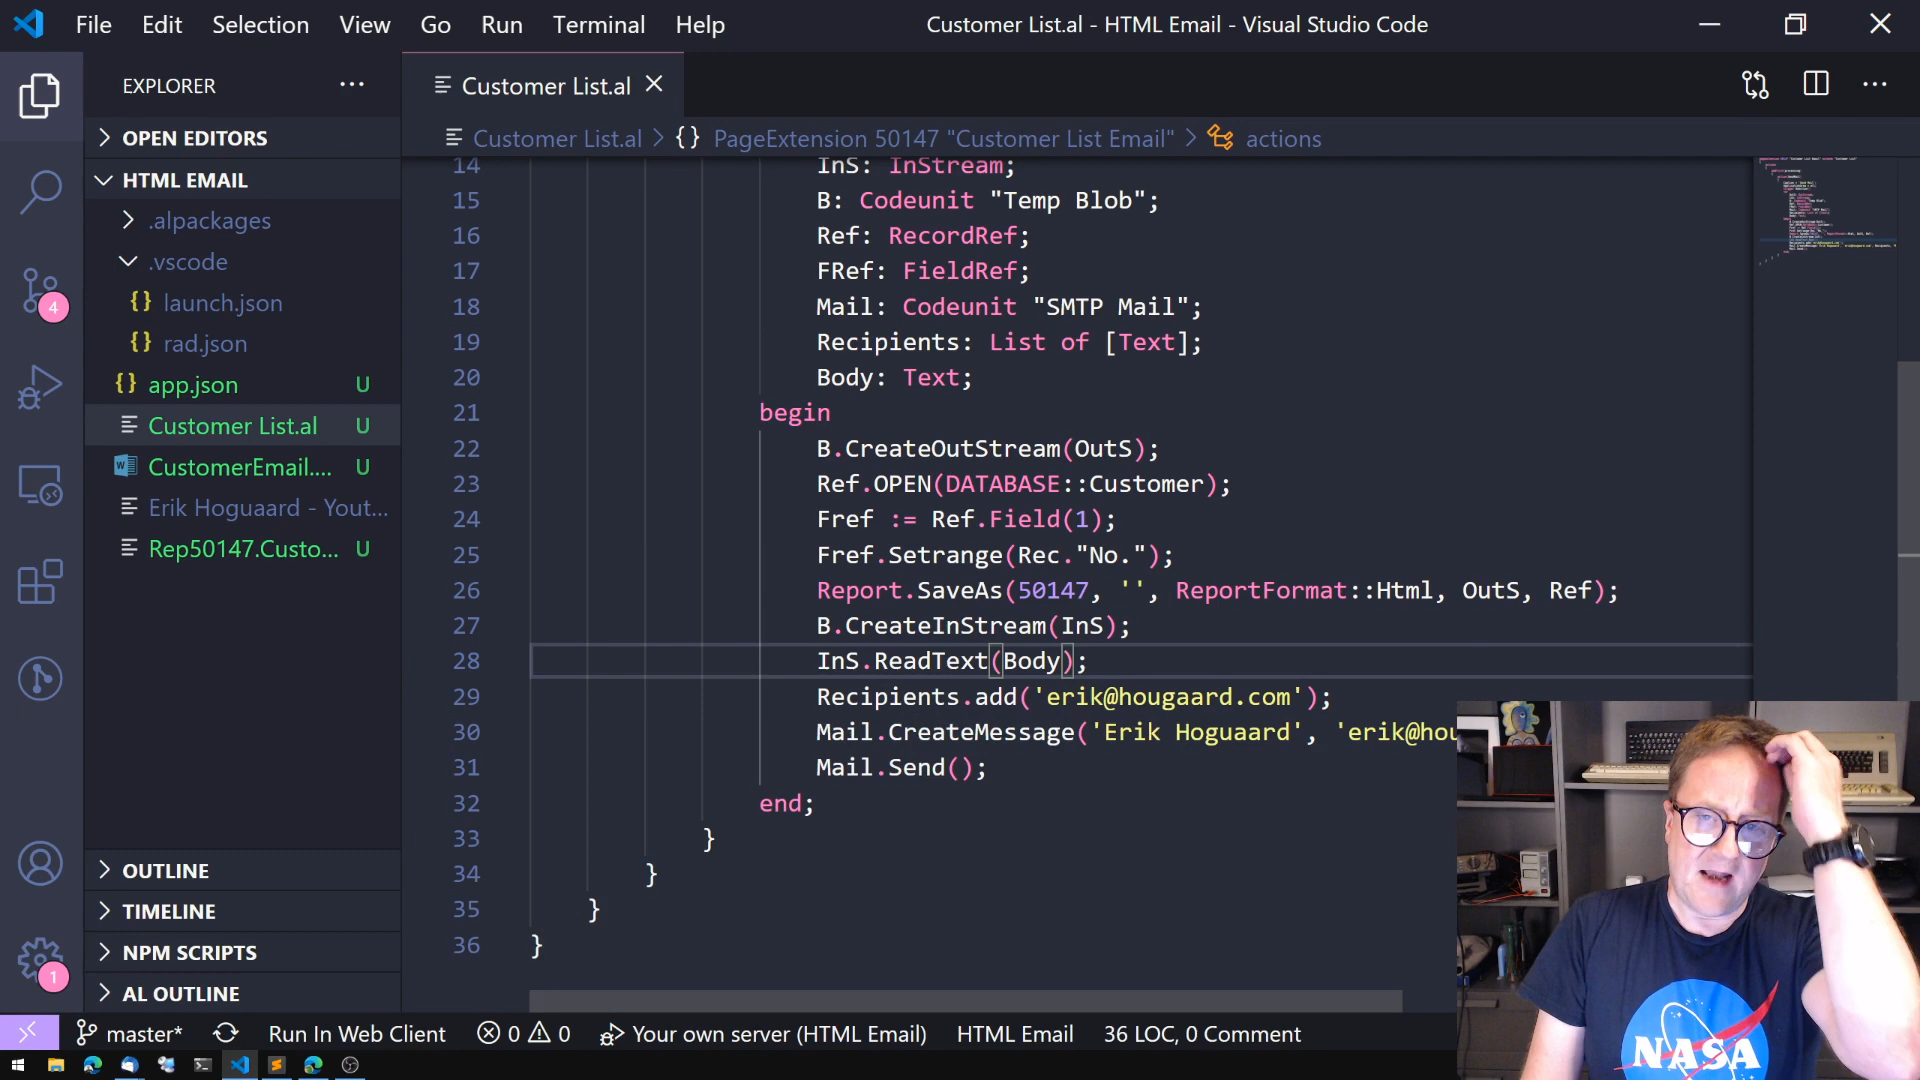 File Edit Selection View Go Run Terminal Help
Customer List.al - HTML Email - Visual Studio Code
EXPLORER
OPEN EDITORS
HTML EMAIL
.alpackages
.vscode
{} launch.json
{} rad.json
{} app.json U
Customer List.al U
CustomerEmail.... U
Erik Hoguaard - Yout...
Rep50147.Custo... U
OUTLINE
TIMELINE
NPM SCRIPTS
AL OUTLINE
4
1
Customer List.al
Customer List.al > {} PageExtension 50147 "Customer List Email" > actions
14 InS: InStream;
15 B: Codeunit "Temp Blob";
16 Ref: RecordRef;
17 FRef: FieldRef;
18 Mail: Codeunit "SMTP Mail";
19 Recipients: List of [Text];
20 Body: Text;
21 begin
22 B.CreateOutStream(OutS);
23 Ref.OPEN(DATABASE::Customer);
24 Fref := Ref.Field(1);
25 Fref.Setrange(Rec."No.");
26 Report.SaveAs(50147, '', ReportFormat::Html, OutS, Ref);
27 B.CreateInStream(InS);
28 InS.ReadText(Body);
29 Recipients.add('erik@hougaard.com');
30 Mail.CreateMessage('Erik Hoguaard', 'erik@hou
31 Mail.Send();
32 end;
33 }
34 }
35 }
36 }
NASA
master* Run In Web Client 0 0 Your own server (HTML Email) HTML Email 36 LOC, 0 Comment